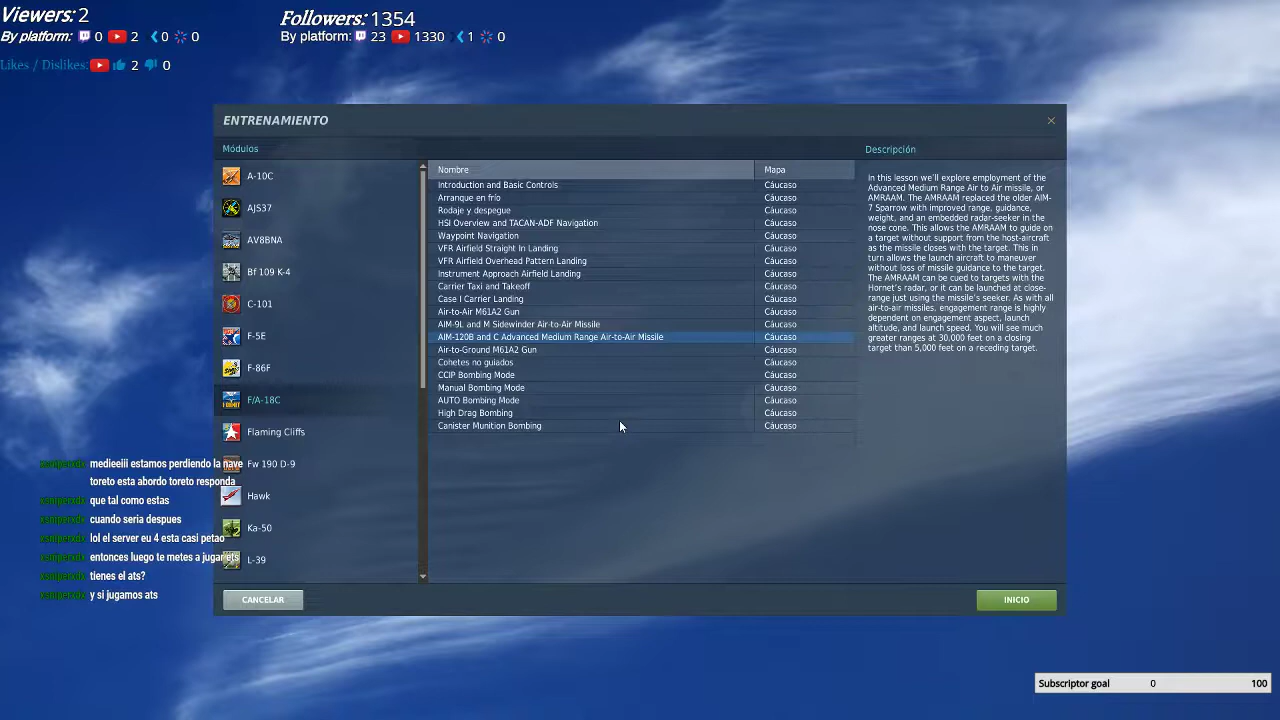 Viewers: 2
By platform: 0 2 0 0
Followers: 1354
By platform: 23 1330 1 0
Likes / Dislikes: 2 0
ENTRENAMIENTO
Módulos
A-10C
AJS37
AV8BNA
Bf 109 K-4
C-101
F-5E
F-86F
F/A-18C
Flaming Cliffs
Fw 190 D-9
Hawk
Ka-50
L-39
Nombre Mapa
Introduction and Basic Controls Cáucaso
Arranque en frío Cáucaso
Rodaje y despegue Cáucaso
HSI Overview and TACAN-ADF Navigation Cáucaso
Waypoint Navigation Cáucaso
VFR Airfield Straight In Landing Cáucaso
VFR Airfield Overhead Pattern Landing Cáucaso
Instrument Approach Airfield Landing Cáucaso
Carrier Taxi and Takeoff Cáucaso
Case I Carrier Landing Cáucaso
Air-to-Air M61A2 Gun Cáucaso
AIM-9L and M Sidewinder Air-to-Air Missile Cáucaso
AIM-120B and C Advanced Medium Range Air-to-Air Missile Cáucaso
Air-to-Ground M61A2 Gun Cáucaso
Cohetes no guiados Cáucaso
CCIP Bombing Mode Cáucaso
Manual Bombing Mode Cáucaso
AUTO Bombing Mode Cáucaso
High Drag Bombing Cáucaso
Canister Munition Bombing Cáucaso
Descripción
In this lesson we'll explore employment of the
Advanced Medium Range Air to Air missile, or
AMRAAM. The AMRAAM replaced the older AIM-
7 Sparrow with improved range, guidance,
weight, and an embedded radar-seeker in the
nose cone. This allows the AMRAAM to guide on
a target without support from the host-aircraft
as the missile closes with the target. This in
turn allows the launch aircraft to maneuver
without loss of missile guidance to the target.
The AMRAAM can be cued to targets with the
Hornet's radar, or it can be launched at close-
range just using the missile's seeker. As with all
air-to-air missiles, engagement range is highly
dependent on engagement aspect, launch
altitude, and launch speed. You will see much
greater ranges at 30,000 feet on a closing
target than 5,000 feet on a receding target.
xsniperxdx medieeiii estamos perdiendo la nave
toreto esta abordo toreto responda
xsniperxdx que tal como estas
xsniperxdx cuando seria despues
xsniperxdx lol el server eu 4 esta casi petao
xsniperxdx entonces luego te metes a jugar ets
xsniperxdx tienes el ats?
xsniperxdx y si jugamos ats
CANCELAR
INICIO
Subscriptor goal 0 100